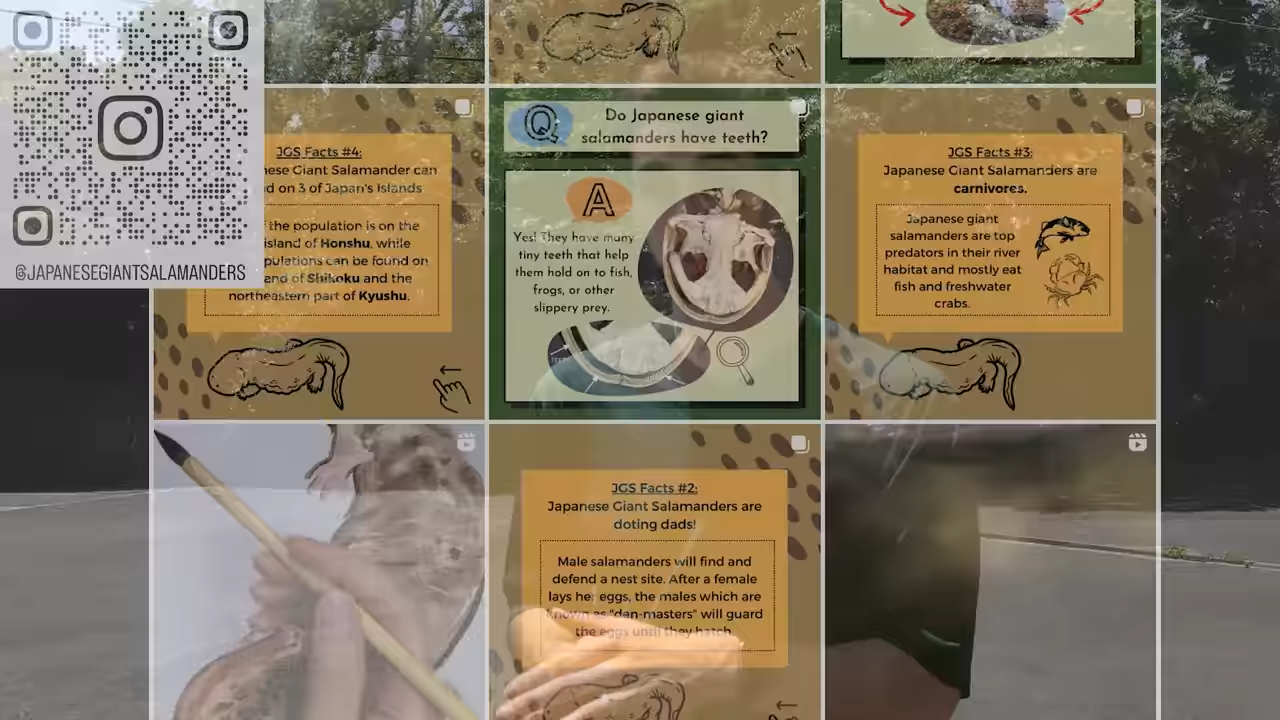 @JAPANESEGIANTSALAMANDERS
JGS Facts #4:
nese Giant Salamander can
nd on 3 of Japan's Islands
the population is on the
island of Honshu, while
pulations can be found on
end of Shikoku and the
northeastern part of Kyushu.
Q
Do Japanese giant
salamanders have teeth?
A
Yes! They have many
tiny teeth that help
them hold on to fish,
frogs, or other
slippery prey.
JGS Facts #3:
Japanese Giant Salamanders are
carnivores.
Japanese giant
salamanders are top
predators in their river
habitat and mostly eat
fish and freshwater
crabs.
JGS Facts #2:
Japanese Giant Salamanders are
doting dads!
Male salamanders will find and
defend a nest site. After a female
lays her eggs, the males which are
known as "dan-masters" will guard
the eggs until they hatch.